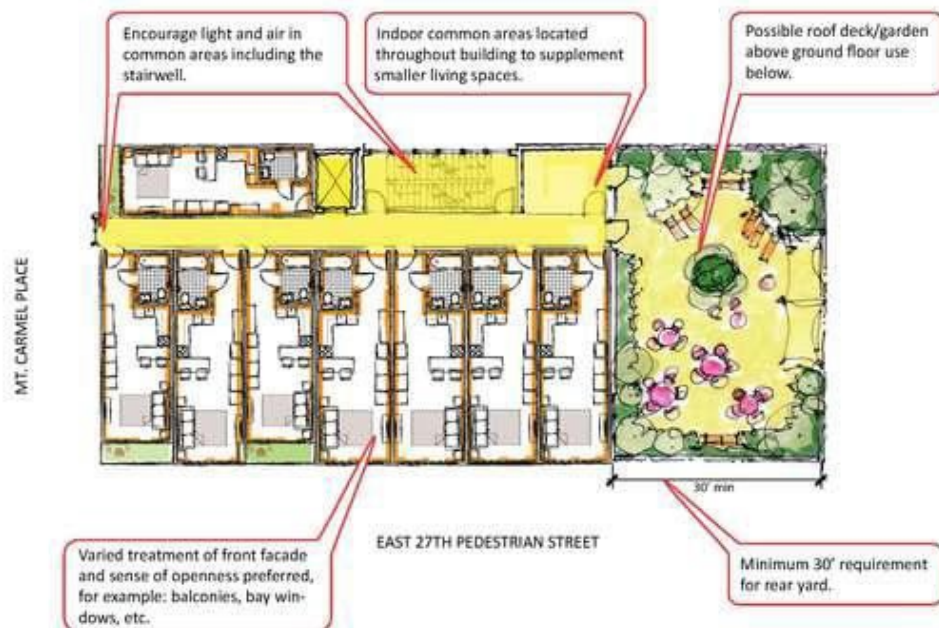 Encourage light and air in
common areas including the
stairwell.
Indoor common areas located
throughout building to supplement
smaller living spaces.
Possible roof deck/garden
above ground floor use
below.
MT. CARMEL PLACE
30' min
EAST 27TH PEDESTRIAN STREET
Varied treatment of front facade
and sense of openness preferred,
for example: balconies, bay win-
dows, etc.
Minimum 30' requirement
for rear yard.